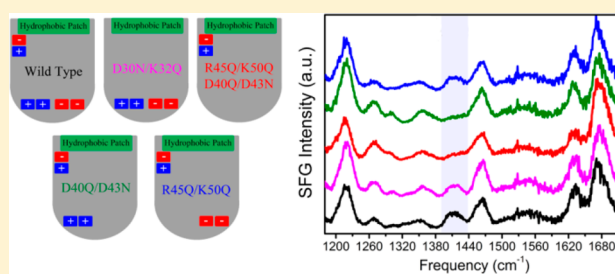 Hydrophobic Patch
-
+
Wild Type
+ + - -
Hydrophobic Patch
D30N/K32Q
+ + - -
Hydrophobic Patch
-
+
R45Q/K50Q
D40Q/D43N
Hydrophobic Patch
-
+
D40Q/D43N
+ +
Hydrophobic Patch
-
+
R45Q/K50Q
- -
SFG Intensity (a.u.)
1200 1260 1320 1380 1440 1500 1560 1620 1680
Frequency (cm⁻¹)